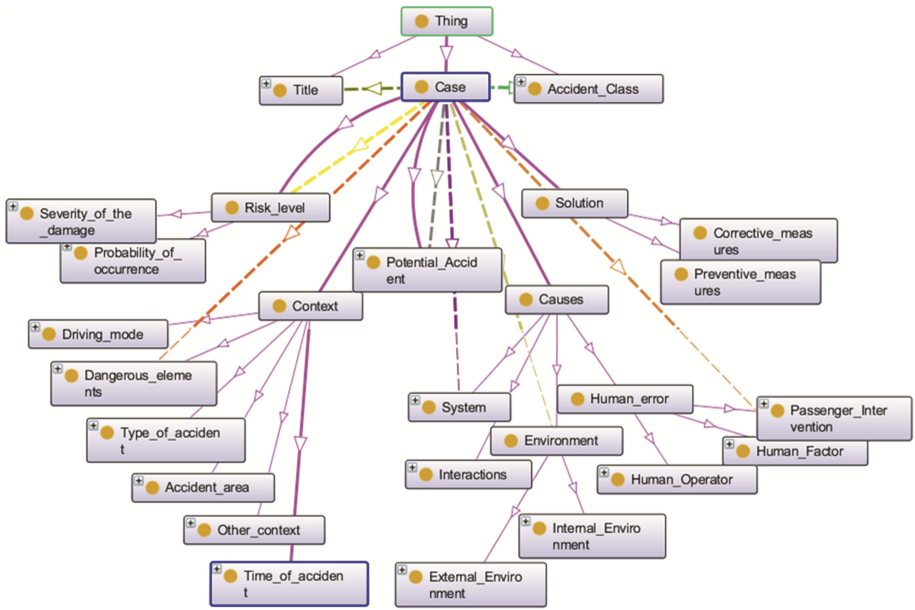 Thing
Title
Case
Accident_Class
Risk_level
Solution
Severity_of_the
_damage
Probability_of_
occurrence
Corrective_meas
ures
Preventive_meas
ures
Potential_Accid
ent
Context
Causes
Driving_mode
Dangerous_eleme
nts
System
Human_error
Passenger_Inter
vention
Type_of_acciden
t
Environment
Human_Factor
Accident_area
Interactions
Human_Operator
Other_context
Internal_Enviro
nment
Time_of_acciden
t
External_Enviro
nment